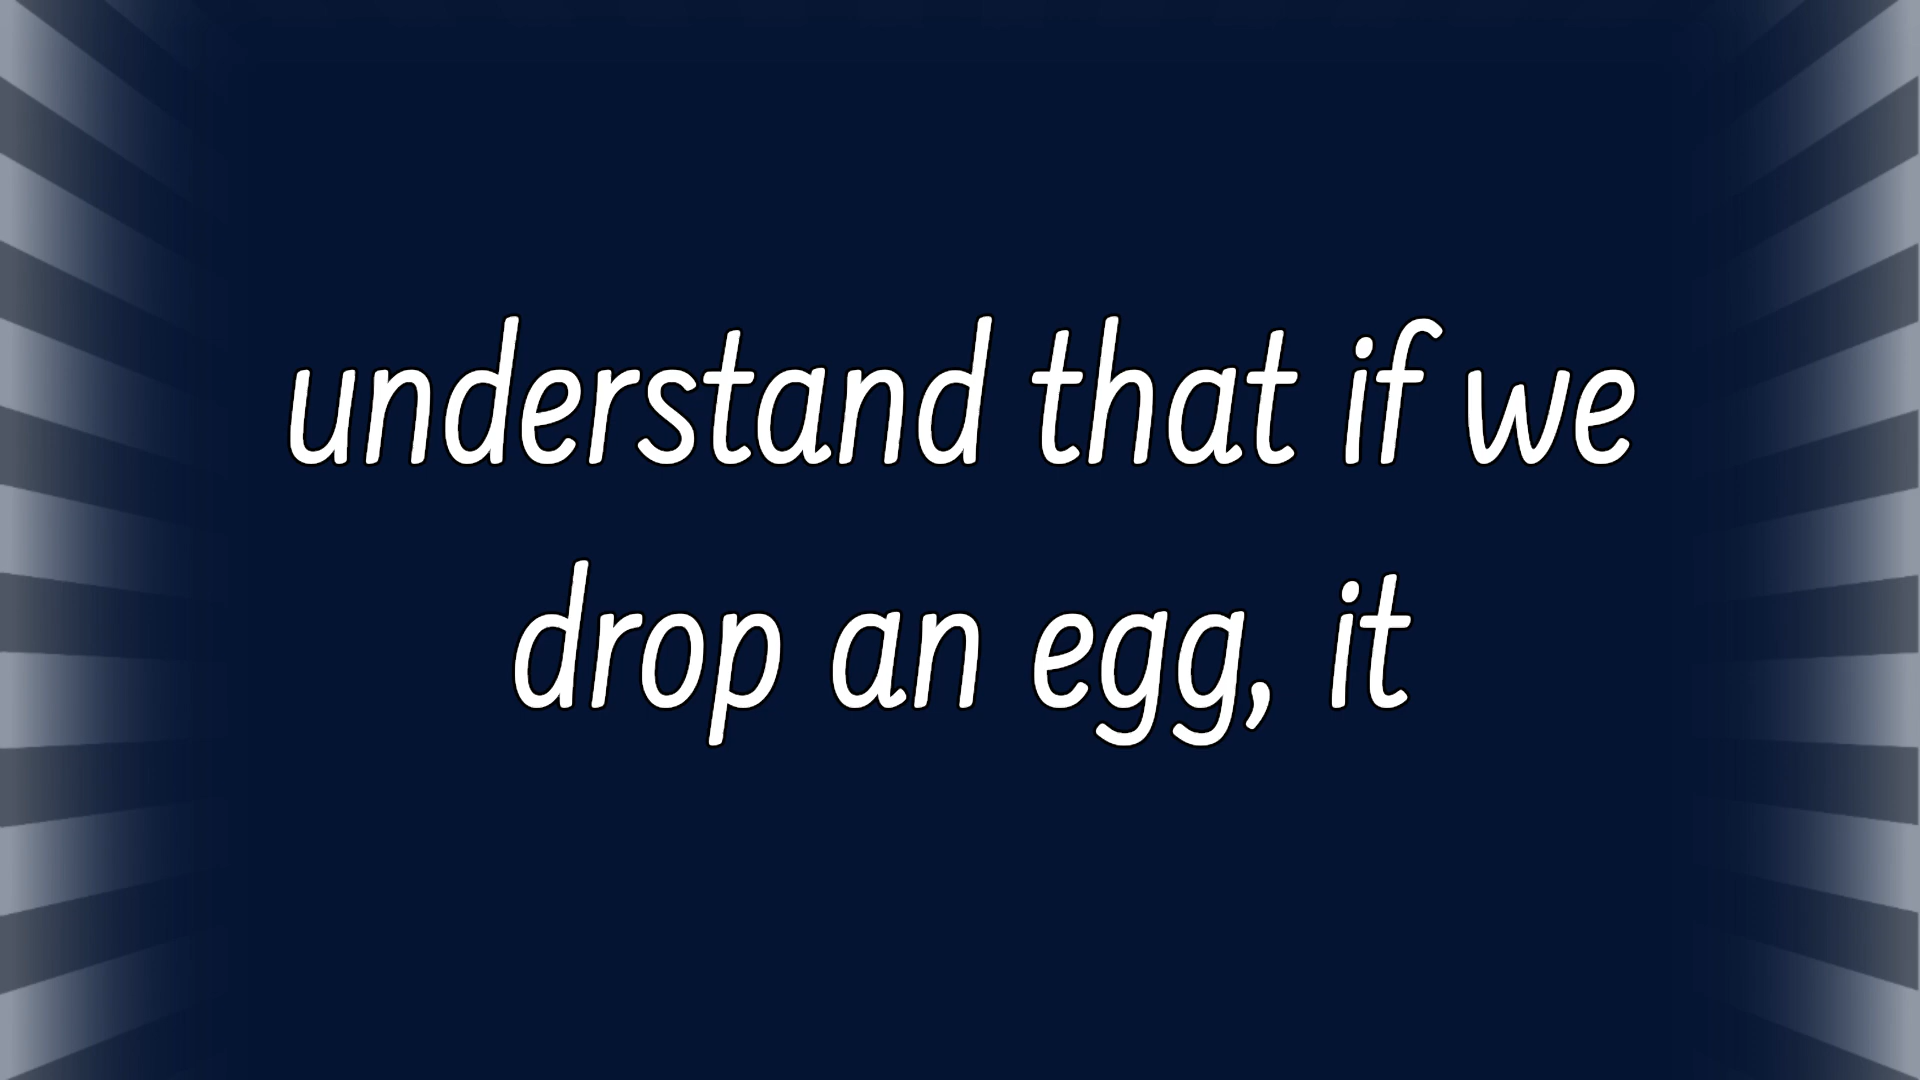 understand that if we
drop an egg, it